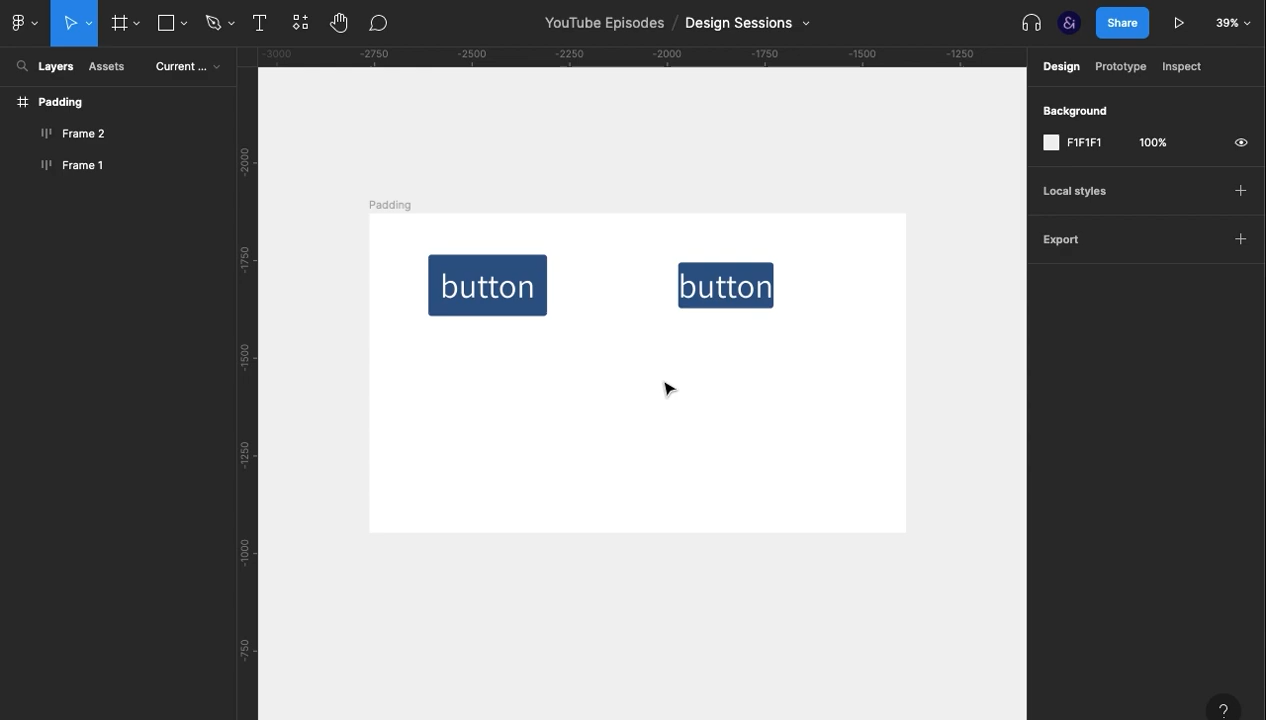 YouTube Episodes / Design Sessions
Share
39%
Layers
Assets
Current ...
Padding
Frame 2
Frame 1
-3000
-2750
-2500
-2250
-2000
-1750
-1500
-1250
-2000
-1750
-1500
-1250
-1000
-750
Padding
button
button
Design
Prototype
Inspect
Background
F1F1F1
100%
Local styles
Export
?